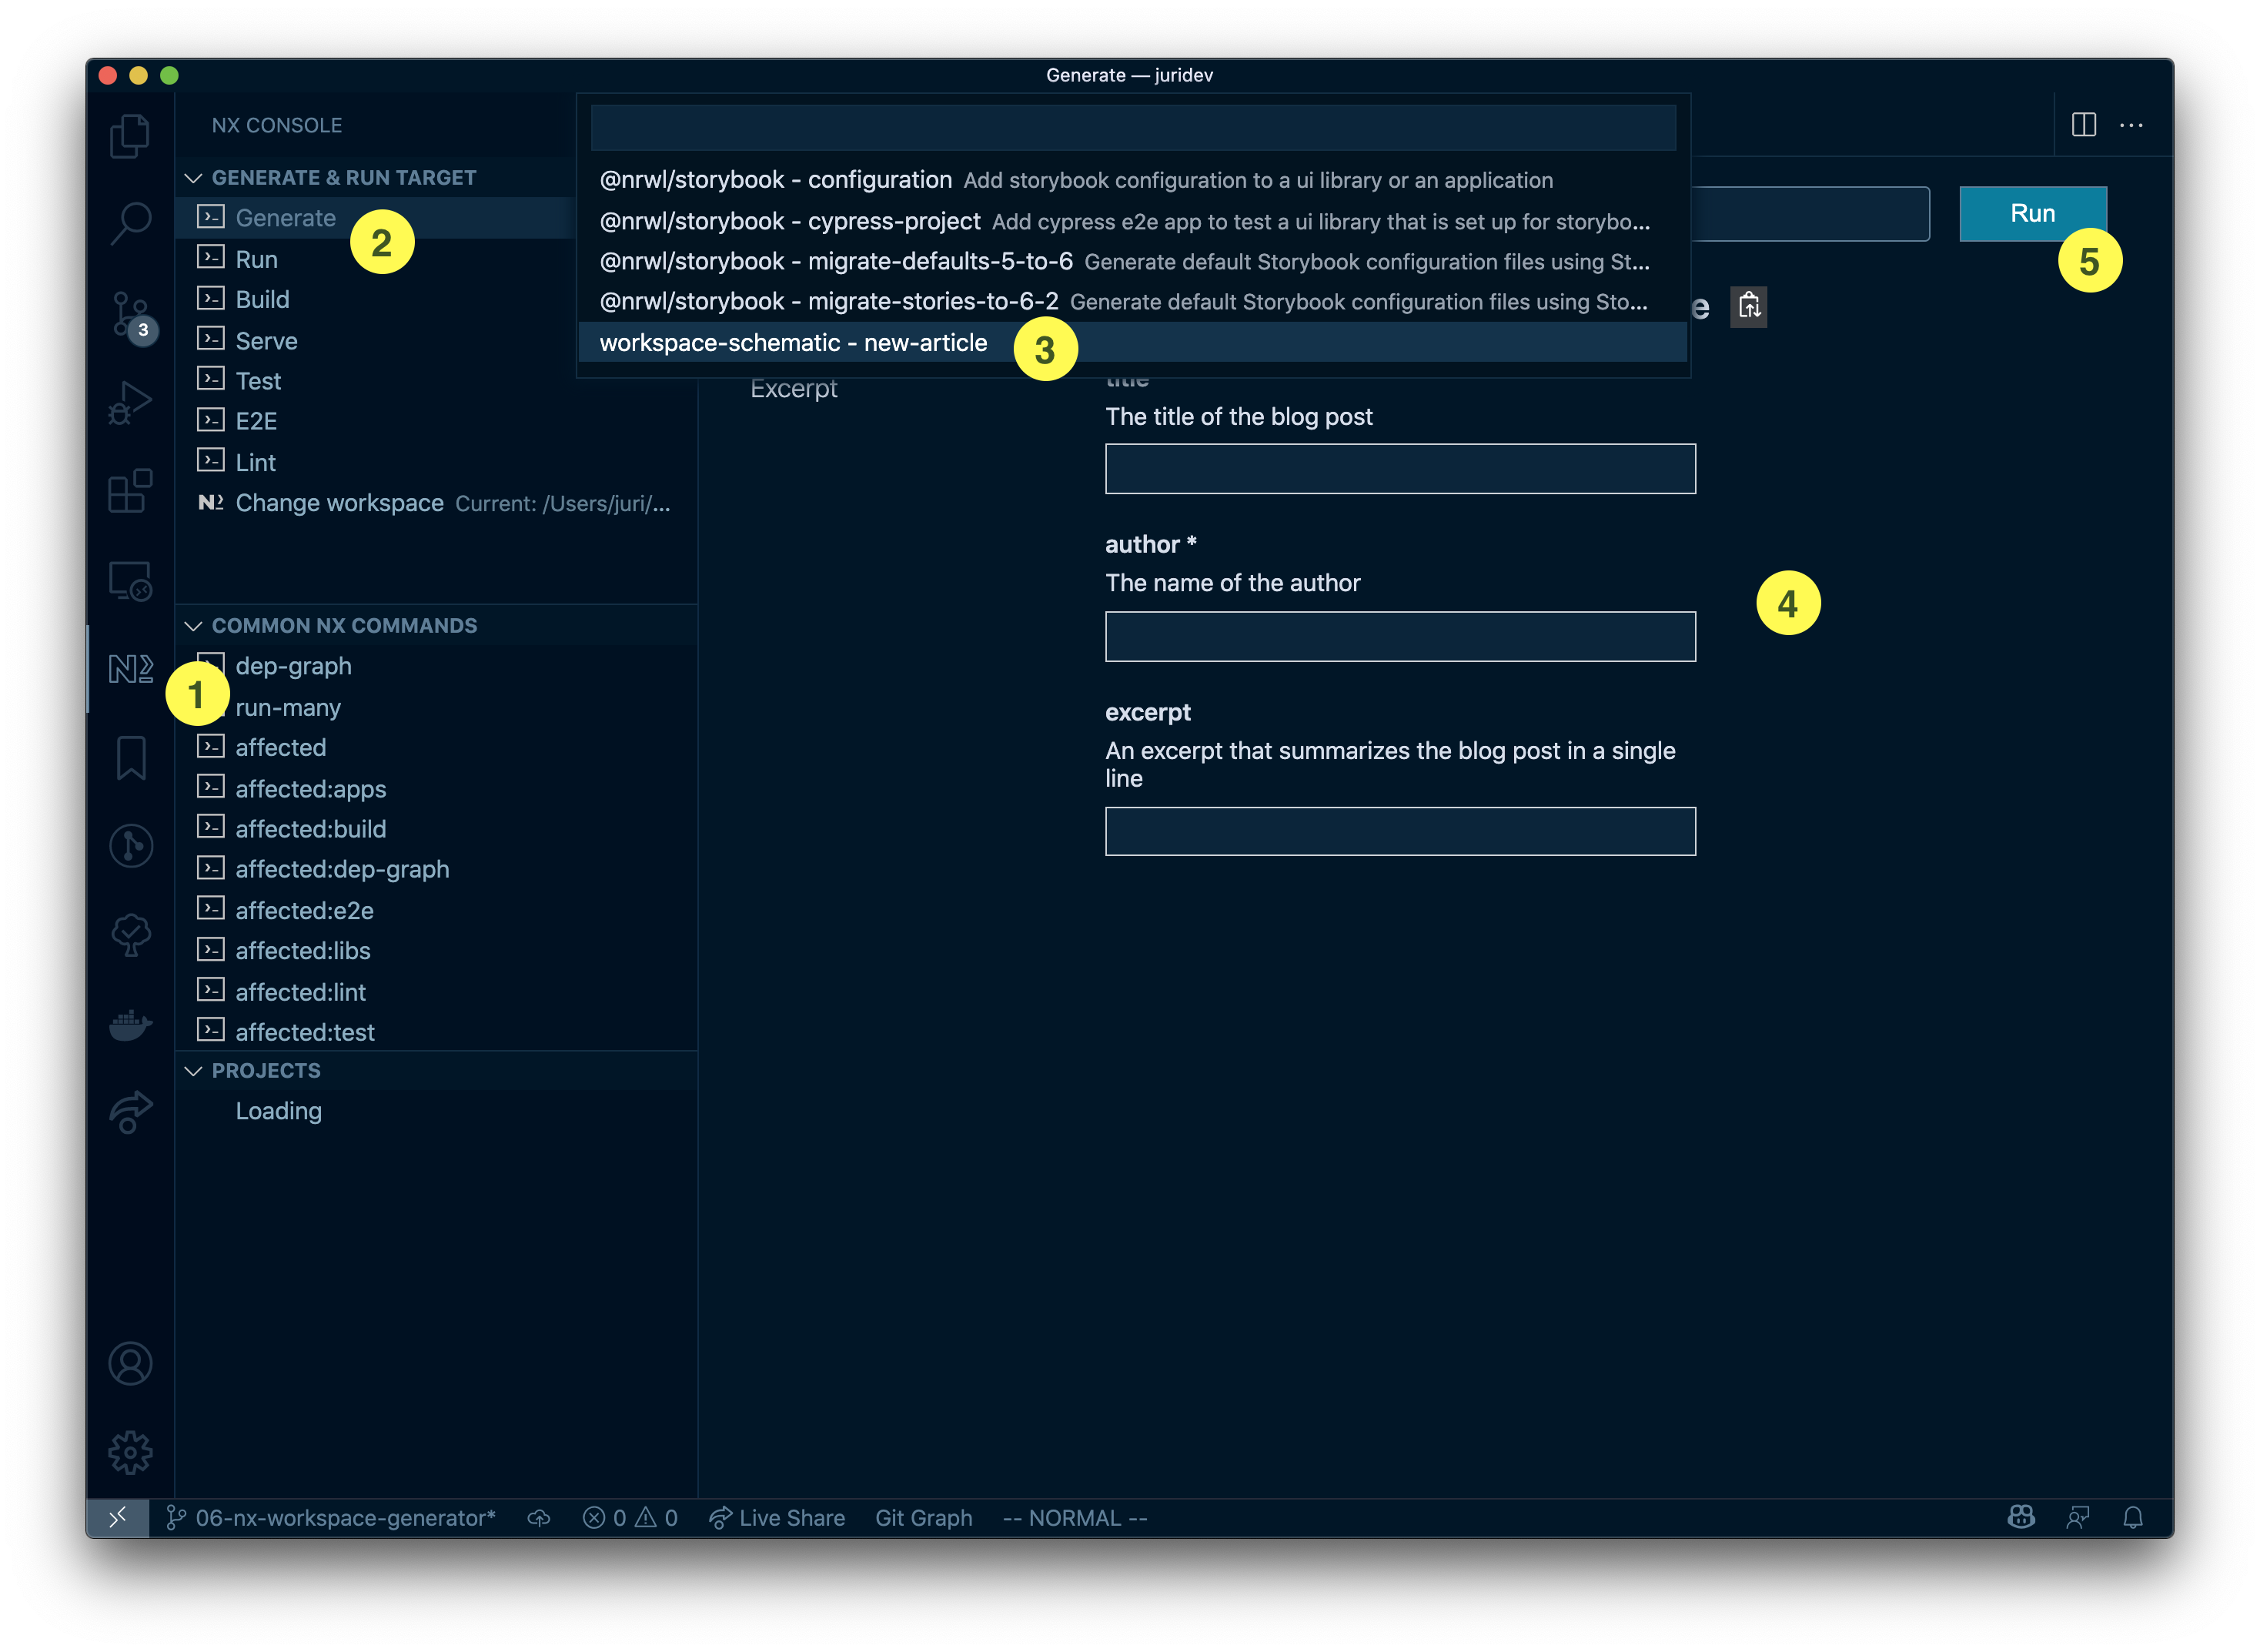 Generate — juridev
NX CONSOLE
GENERATE & RUN TARGET
Generate
2
Run
Build
Serve
Test
E2E
Lint
Change workspace Current: /Users/juri/...
COMMON NX COMMANDS
dep-graph
1
run-many
affected
affected:apps
affected:build
affected:dep-graph
affected:e2e
affected:libs
affected:lint
affected:test
PROJECTS
Loading
3
@nrwl/storybook - configuration Add storybook configuration to a ui library or an application
@nrwl/storybook - cypress-project Add cypress e2e app to test a ui library that is set up for storybo...
@nrwl/storybook - migrate-defaults-5-to-6 Generate default Storybook configuration files using St...
@nrwl/storybook - migrate-stories-to-6-2 Generate default Storybook configuration files using Sto...
workspace-schematic - new-article
3
Run
5
e
Excerpt
title
The title of the blog post
author *
The name of the author
4
excerpt
An excerpt that summarizes the blog post in a single
line
06-nx-workspace-generator*
0
0
Live Share
Git Graph
-- NORMAL --